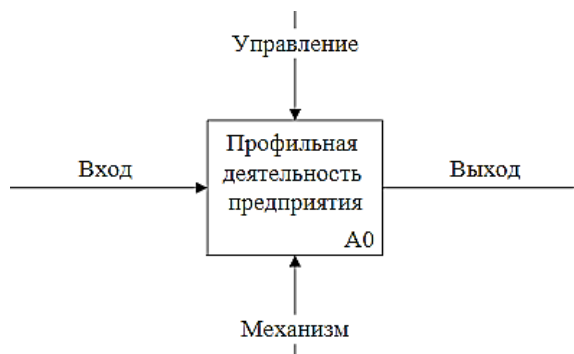 Управление
Профильная
Вход
деятельность
Выход
предприятия
A0
Механизм